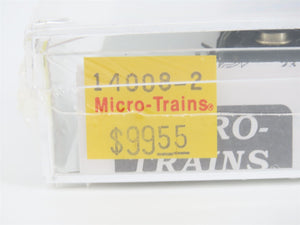 14008-2
Micro-Trains®
$9955
RO-
TRAINS